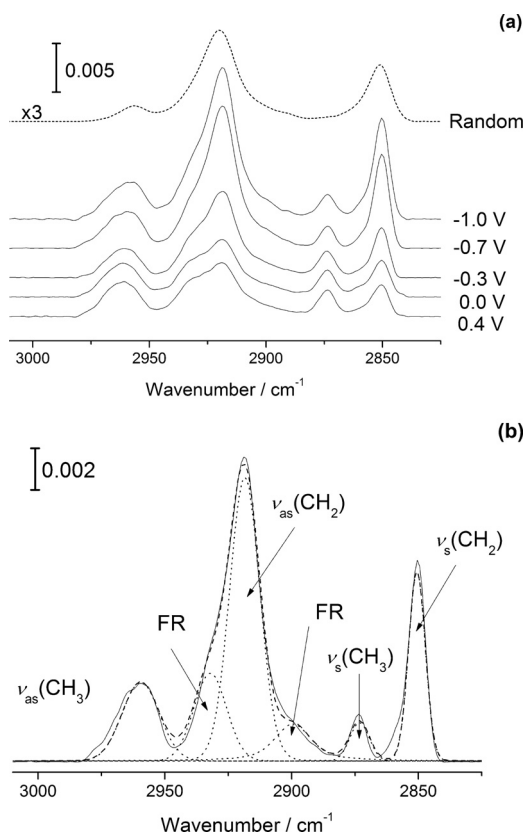 (a)
0.005
x3
Random
-1.0 V
-0.7 V
-0.3 V
0.0 V
0.4 V
3000 2950 2900 2850
Wavenumber / cm⁻¹
(b)
0.002
νas(CH₂)
νs(CH₂)
FR
FR
νs(CH₃)
νas(CH₃)
3000 2950 2900 2850
Wavenumber / cm⁻¹